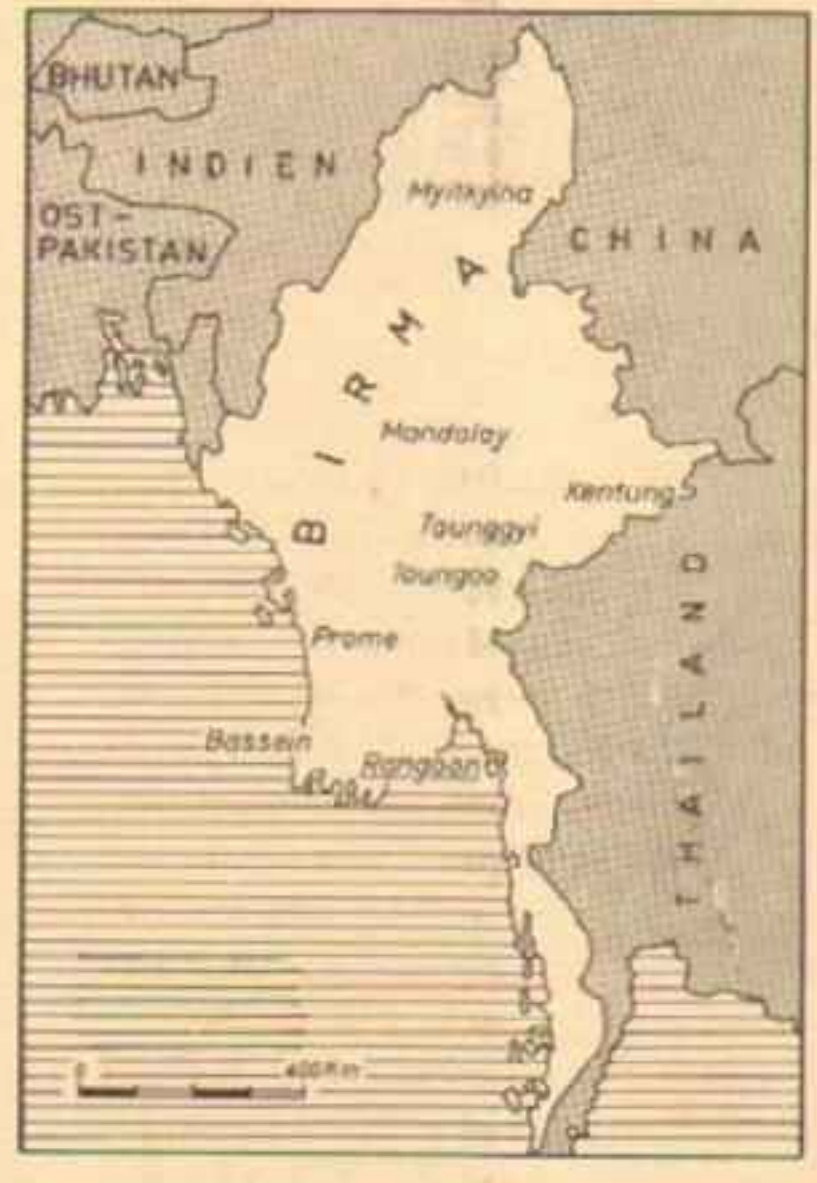 BHUTAN
INDIEN
OST-
PAKISTAN
Myitkyina
CHINA
BIRMA
Mandalay
Kentung
Taunggyi
Toungoo
Prome
THAILAND
Bassein
Rangoon
0 400 Km